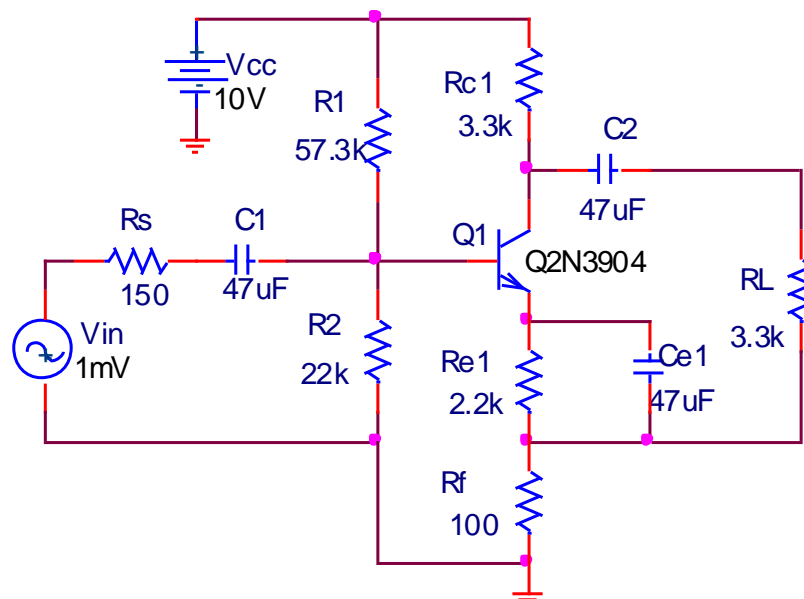 Vcc
10V
R1
57.3k
Rc1
3.3k
C2
47uF
Rs
150
C1
47uF
Q1
Q2N3904
RL
3.3k
Vin
1mV
R2
22k
Re1
2.2k
Ce1
47uF
Rf
100